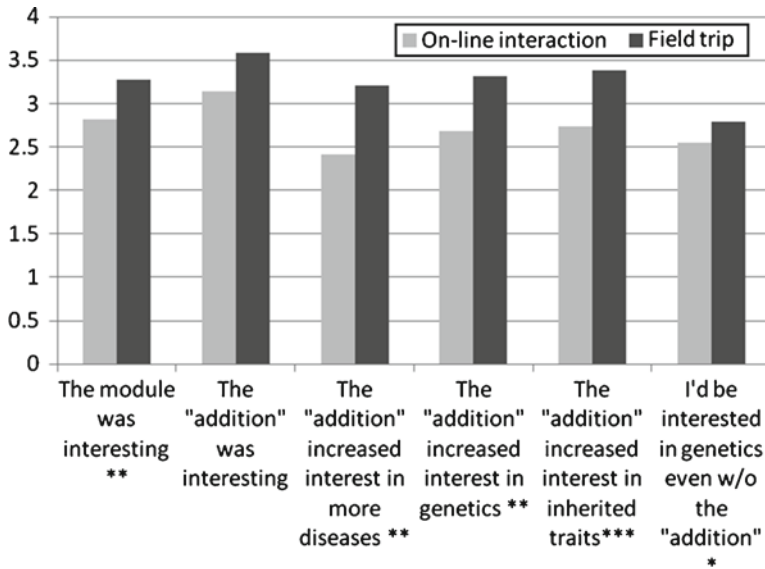 4
3.5
3
2.5
2
1.5
1
0.5
0
On-line interaction Field trip
The module
was
interesting
**
The
"addition"
was
interesting
The
"addition"
increased
interest in
more
diseases **
The
"addition"
increased
interest in
genetics **
The
"addition"
increased
interest in
inherited
traits***
I'd be
interested
in genetics
even w/o
the
"addition"
*